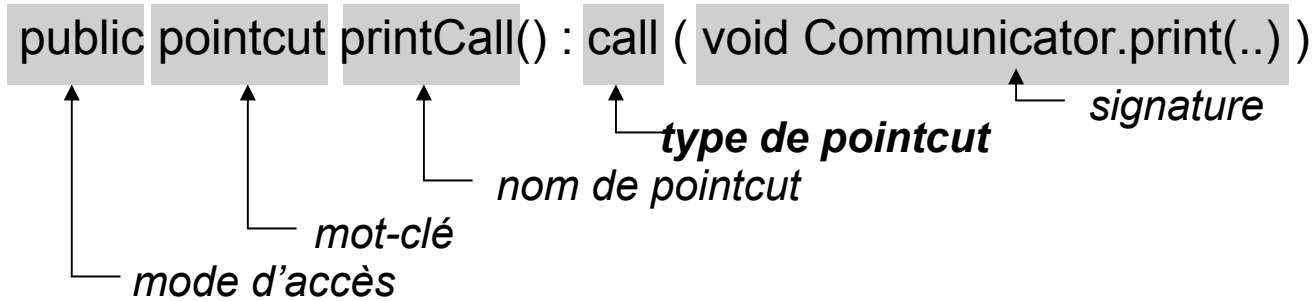 public pointcut printCall() : call ( void Communicator.print(..) )
signature
type de pointcut
nom de pointcut
mot-clé
mode d’accès